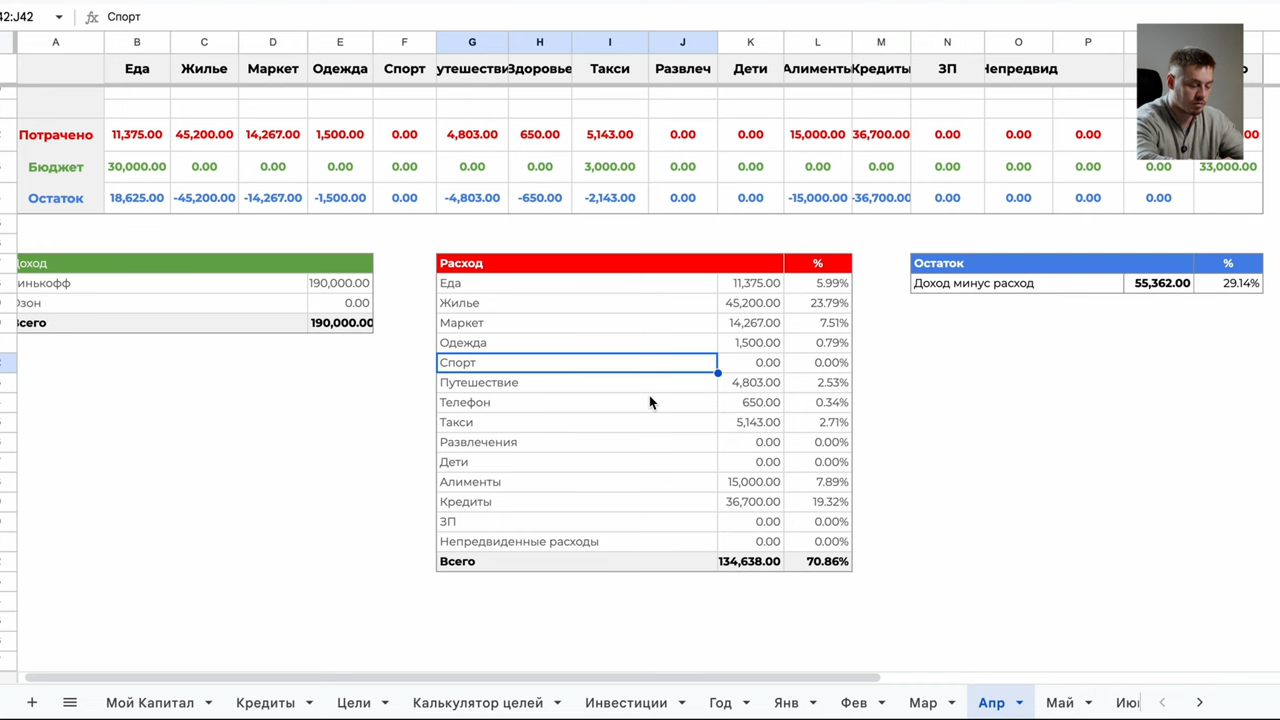 42:J42 fx Спорт
A B C D E F G H I J K L M N O P
Еда Жилье Маркет Одежда Спорт утешестви Здоровье Такси Развлеч Дети Алименты Кредиты ЗП Непредвид
Потрачено 11,375.00 45,200.00 14,267.00 1,500.00 0.00 4,803.00 650.00 5,143.00 0.00 0.00 15,000.00 36,700.00 0.00 0.00 0.00
Бюджет 30,000.00 0.00 0.00 0.00 0.00 0.00 0.00 3,000.00 0.00 0.00 0.00 0.00 0.00 0.00 0.00 0.00 33,000.00
Остаток 18,625.00 -45,200.00 -14,267.00 -1,500.00 0.00 -4,803.00 -650.00 -2,143.00 0.00 0.00 -15,000.00 -36,700.00 0.00 0.00 0.00 0.00
Доход
инькофф 190,000.00
Озон 0.00
Всего 190,000.00
Расход %
Еда 11,375.00 5.99%
Жилье 45,200.00 23.79%
Маркет 14,267.00 7.51%
Одежда 1,500.00 0.79%
Спорт 0.00 0.00%
Путешествие 4,803.00 2.53%
Телефон 650.00 0.34%
Такси 5,143.00 2.71%
Развлечения 0.00 0.00%
Дети 0.00 0.00%
Алименты 15,000.00 7.89%
Кредиты 36,700.00 19.32%
ЗП 0.00 0.00%
Непредвиденные расходы 0.00 0.00%
Всего 134,638.00 70.86%
Остаток %
Доход минус расход 55,362.00 29.14%
Мой Капитал Кредиты Цели Калькулятор целей Инвестиции Год Янв Фев Мар Апр Май